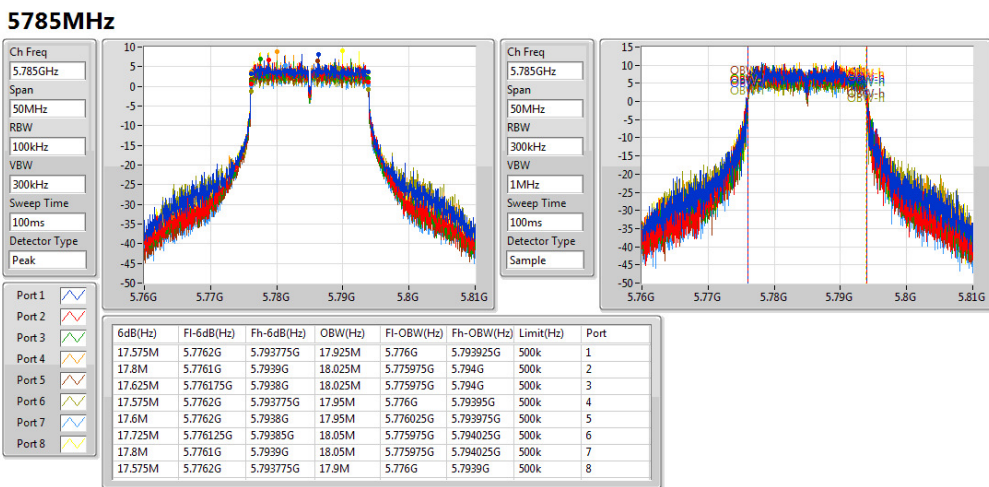 5785MHz
Ch Freq
5.785GHz
Span
50MHz
RBW
100kHz
VBW
300kHz
Sweep Time
100ms
Detector Type
Peak
10
5
0
-5
-10
-15
-20
-25
-30
-35
-40
-45
-50
5.76G 5.77G 5.78G 5.79G 5.8G 5.81G
Ch Freq
5.785GHz
Span
50MHz
RBW
300kHz
VBW
1MHz
Sweep Time
100ms
Detector Type
Sample
15
10
5
0
-5
-10
-15
-20
-25
-30
-35
-40
-45
-50
5.76G 5.77G 5.78G 5.79G 5.8G 5.81G
Port 1
Port 2
Port 3
Port 4
Port 5
Port 6
Port 7
Port 8
6dB(Hz) Fl-6dB(Hz) Fh-6dB(Hz) OBW(Hz) Fl-OBW(Hz) Fh-OBW(Hz) Limit(Hz) Port
17.575M 5.7762G 5.793775G 17.925M 5.776G 5.793925G 500k 1
17.8M 5.7761G 5.7939G 18.025M 5.775975G 5.794G 500k 2
17.625M 5.776175G 5.7938G 18.025M 5.775975G 5.794G 500k 3
17.575M 5.7762G 5.793775G 17.95M 5.776G 5.79395G 500k 4
17.6M 5.7762G 5.7938G 17.95M 5.776025G 5.793975G 500k 5
17.725M 5.776125G 5.79385G 18.05M 5.775975G 5.794025G 500k 6
17.8M 5.7761G 5.7939G 18.05M 5.775975G 5.794025G 500k 7
17.575M 5.7762G 5.793775G 17.9M 5.776G 5.7939G 500k 8